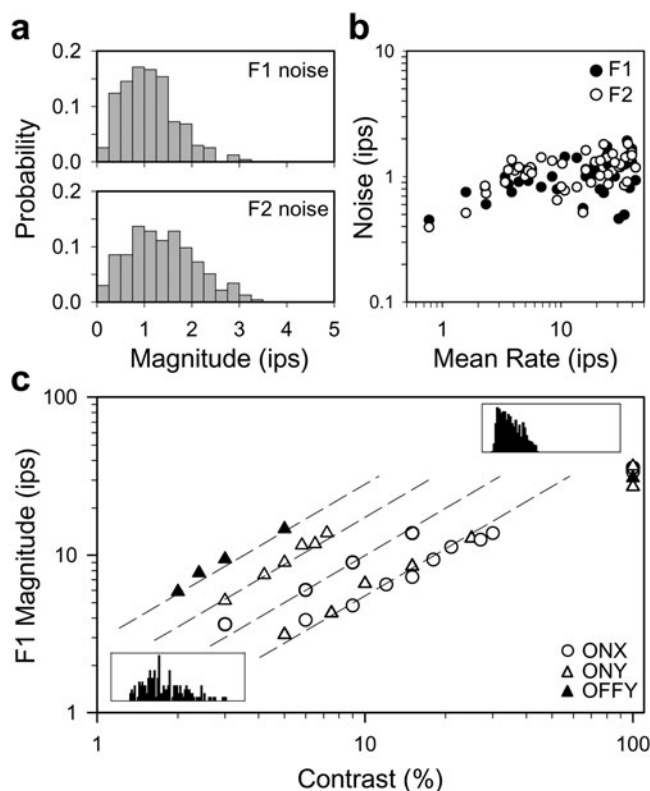 a
0.2
F1 noise
0.1
0.0
0.2
F2 noise
0.1
0.0
0 1 2 3 4 5
Probability
Magnitude (ips)
b
10
F1
F2
1
0.1
1 10
Noise (ips)
Mean Rate (ips)
c
100
10
1
1 10 100
F1 Magnitude (ips)
Contrast (%)
ONX
ONY
OFFY